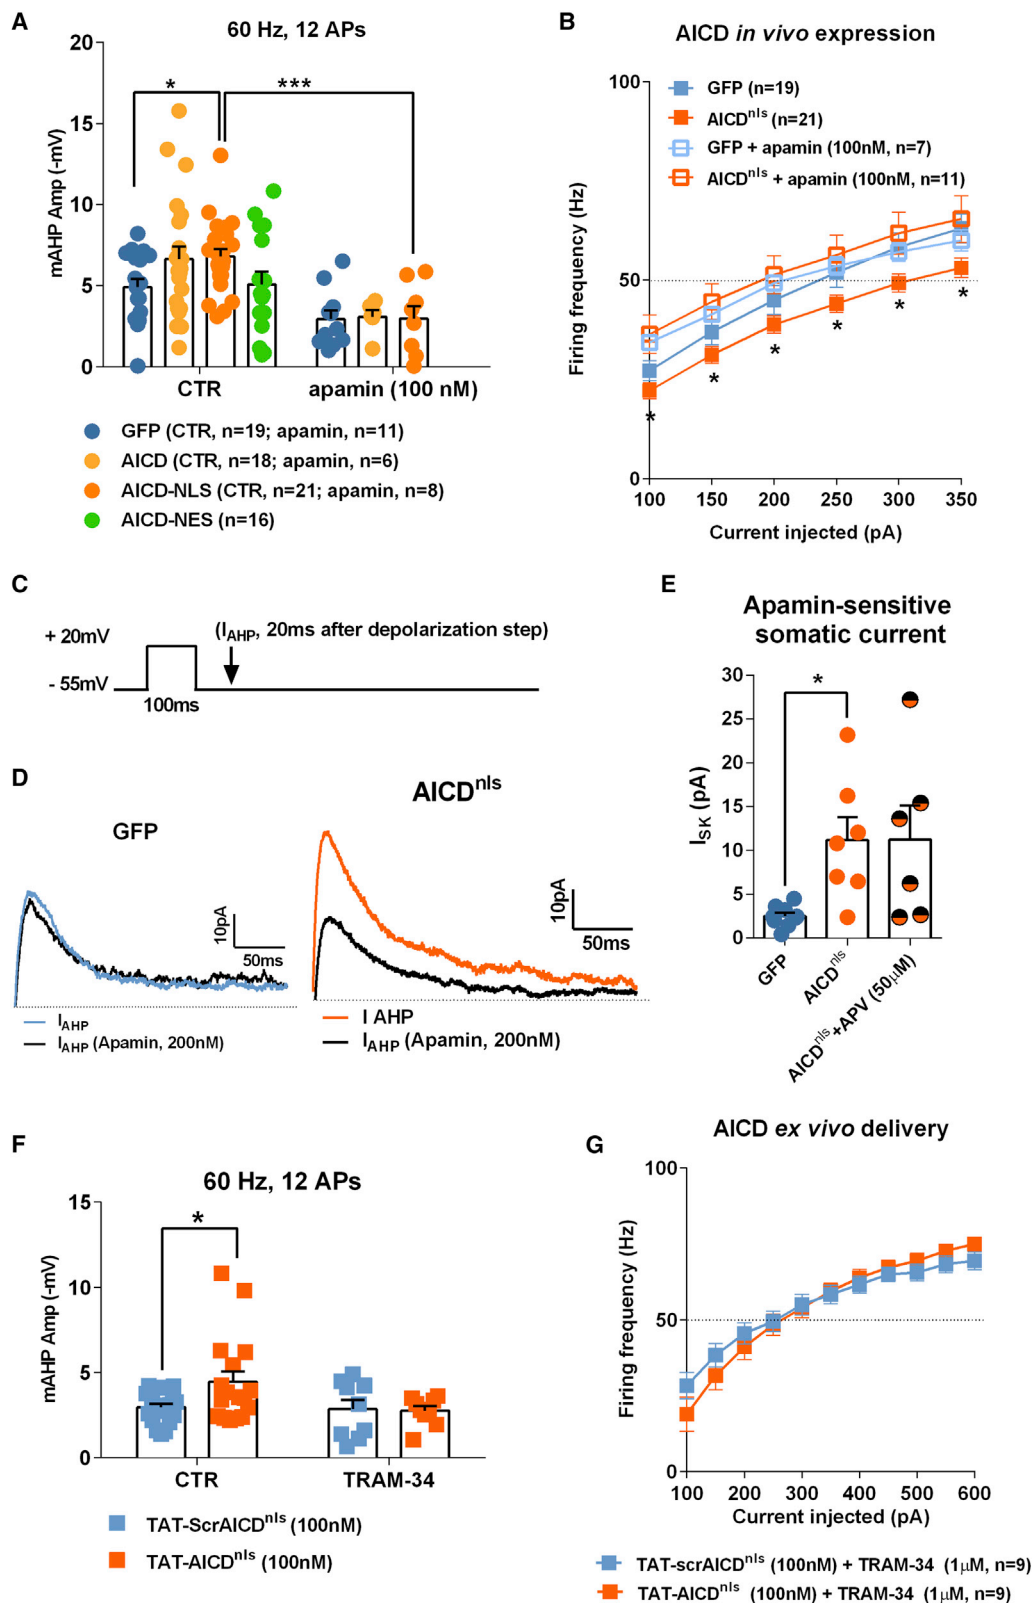 A
60 Hz, 12 APs
20
15
10
5
0
mAHP Amp (-mV)
*
***
CTR
apamin (100 nM)
GFP (CTR, n=19; apamin, n=11)
AICD (CTR, n=18; apamin, n=6)
AICD-NLS (CTR, n=21; apamin, n=8)
AICD-NES (n=16)
B
AICD in vivo expression
100
50
0
Firing frequency (Hz)
GFP (n=19)
AICDnls (n=21)
GFP + apamin (100nM, n=7)
AICDnls + apamin (100nM, n=11)
* * * * * *
100 150 200 250 300 350
Current injected (pA)
C
+ 20mV
- 55mV
100ms
(IAHP, 20ms after depolarization step)
D
GFP
10pA
50ms
IAHP
IAHP (Apamin, 200nM)
AICDnls
10pA
50ms
I AHP
IAHP (Apamin, 200nM)
E
Apamin-sensitive
somatic current
30
25
20
15
10
5
0
ISK (pA)
*
GFP
AICDnls
AICDnls+APV (50μM)
F
60 Hz, 12 APs
15
10
5
0
mAHP Amp (-mV)
*
CTR
TRAM-34
TAT-ScrAICDnls (100nM)
TAT-AICDnls (100nM)
G
AICD ex vivo delivery
100
50
0
Firing frequency (Hz)
100 200 300 400 500 600
Current injected (pA)
TAT-scrAICDnls (100nM) + TRAM-34 (1μM, n=9)
TAT-AICDnls (100nM) + TRAM-34 (1μM, n=9)